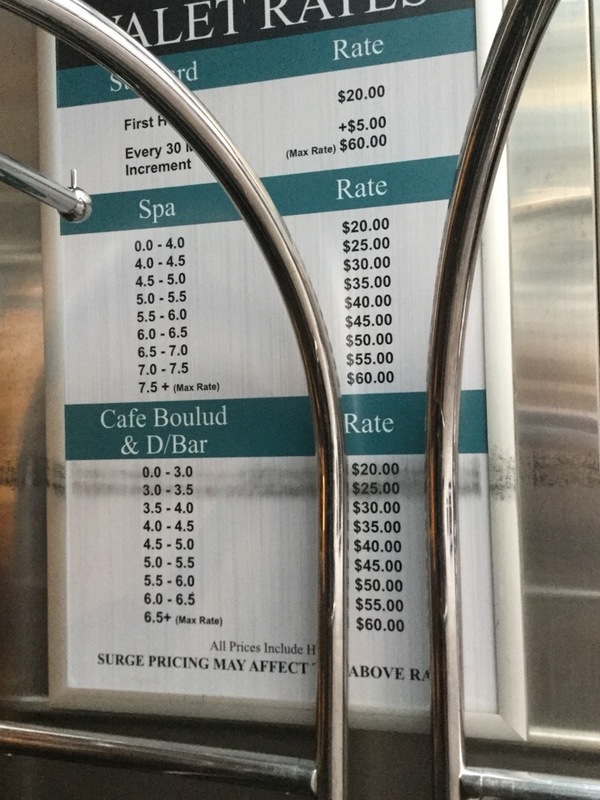 VALET RATES
Standard Rate
First H $20.00
Every 30 +$5.00
Increment (Max Rate) $60.00
Spa Rate
0.0 - 4.0 $20.00
4.0 - 4.5 $25.00
4.5 - 5.0 $30.00
5.0 - 5.5 $35.00
5.5 - 6.0 $40.00
6.0 - 6.5 $45.00
6.5 - 7.0 $50.00
7.0 - 7.5 $55.00
7.5 + (Max Rate) $60.00
Cafe Boulud Rate
& D/Bar
0.0 - 3.0 $20.00
3.0 - 3.5 $25.00
3.5 - 4.0 $30.00
4.0 - 4.5 $35.00
4.5 - 5.0 $40.00
5.0 - 5.5 $45.00
5.5 - 6.0 $50.00
6.0 - 6.5 $55.00
6.5+ (Max Rate) $60.00
All Prices Include H
SURGE PRICING MAY AFFECT ABOVE RA